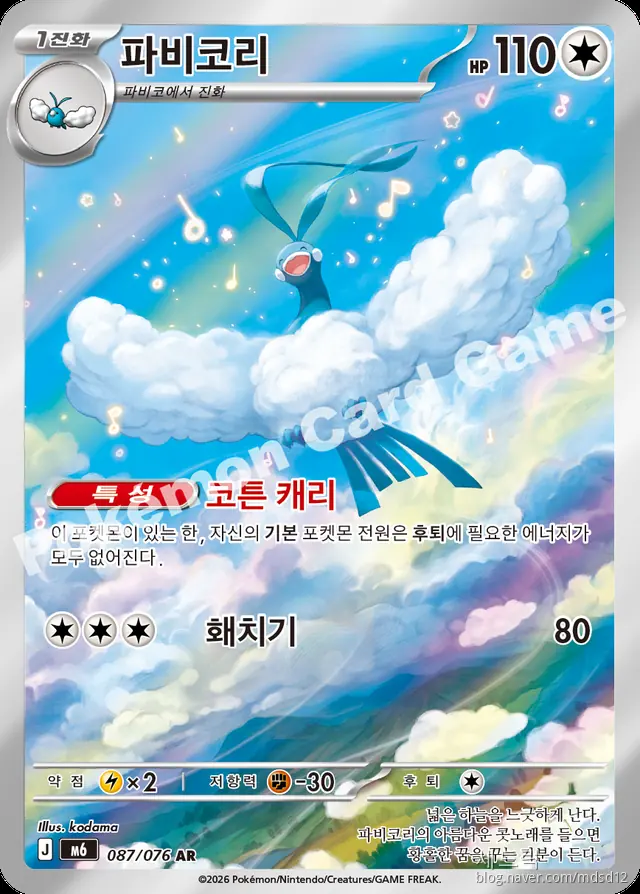 1진화
파비코리
HP 110
파비코에서 진화
Pokémon Card Game
특성 코튼 캐리
이 포켓몬이 있는 한, 자신의 기본 포켓몬 전원은 후퇴에 필요한 에너지가
모두 없어진다.
홰치기 80
약점 ×2 저항력 -30 후퇴
Illus. kodama
넓은 하늘을 느긋하게 난다.
파비코리의 아름다운 콧노래를 들으면
황홀한 꿈을 꾸는 기분이 든다.
J M6 087/076 AR
©2026 Pokémon/Nintendo/Creatures/GAME FREAK.
blog.naver.com/mdsd12